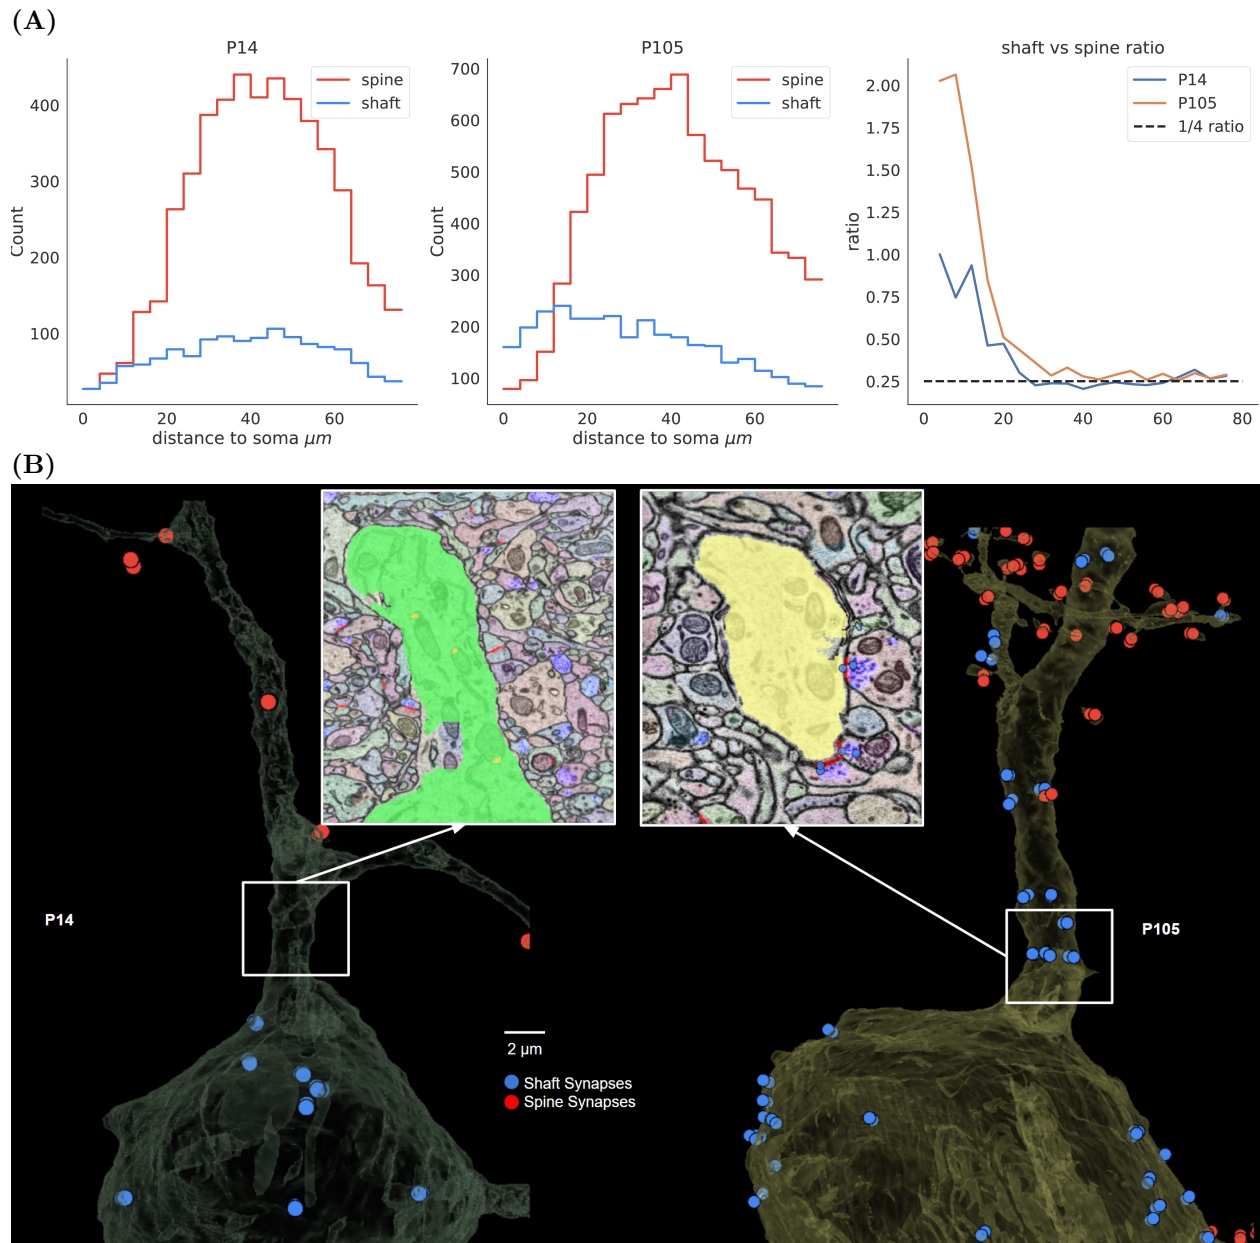 (A)
P14
Count
400
300
200
100
0
20
40
60
distance to soma μm
spine
shaft
P105
Count
700
600
500
400
300
200
100
0
20
40
60
distance to soma μm
spine
shaft
shaft vs spine ratio
ratio
2.00
1.75
1.50
1.25
1.00
0.75
0.50
0.25
0
20
40
60
80
P14
P105
1/4 ratio
(B)
P14
P105
2 μm
Shaft Synapses
Spine Synapses